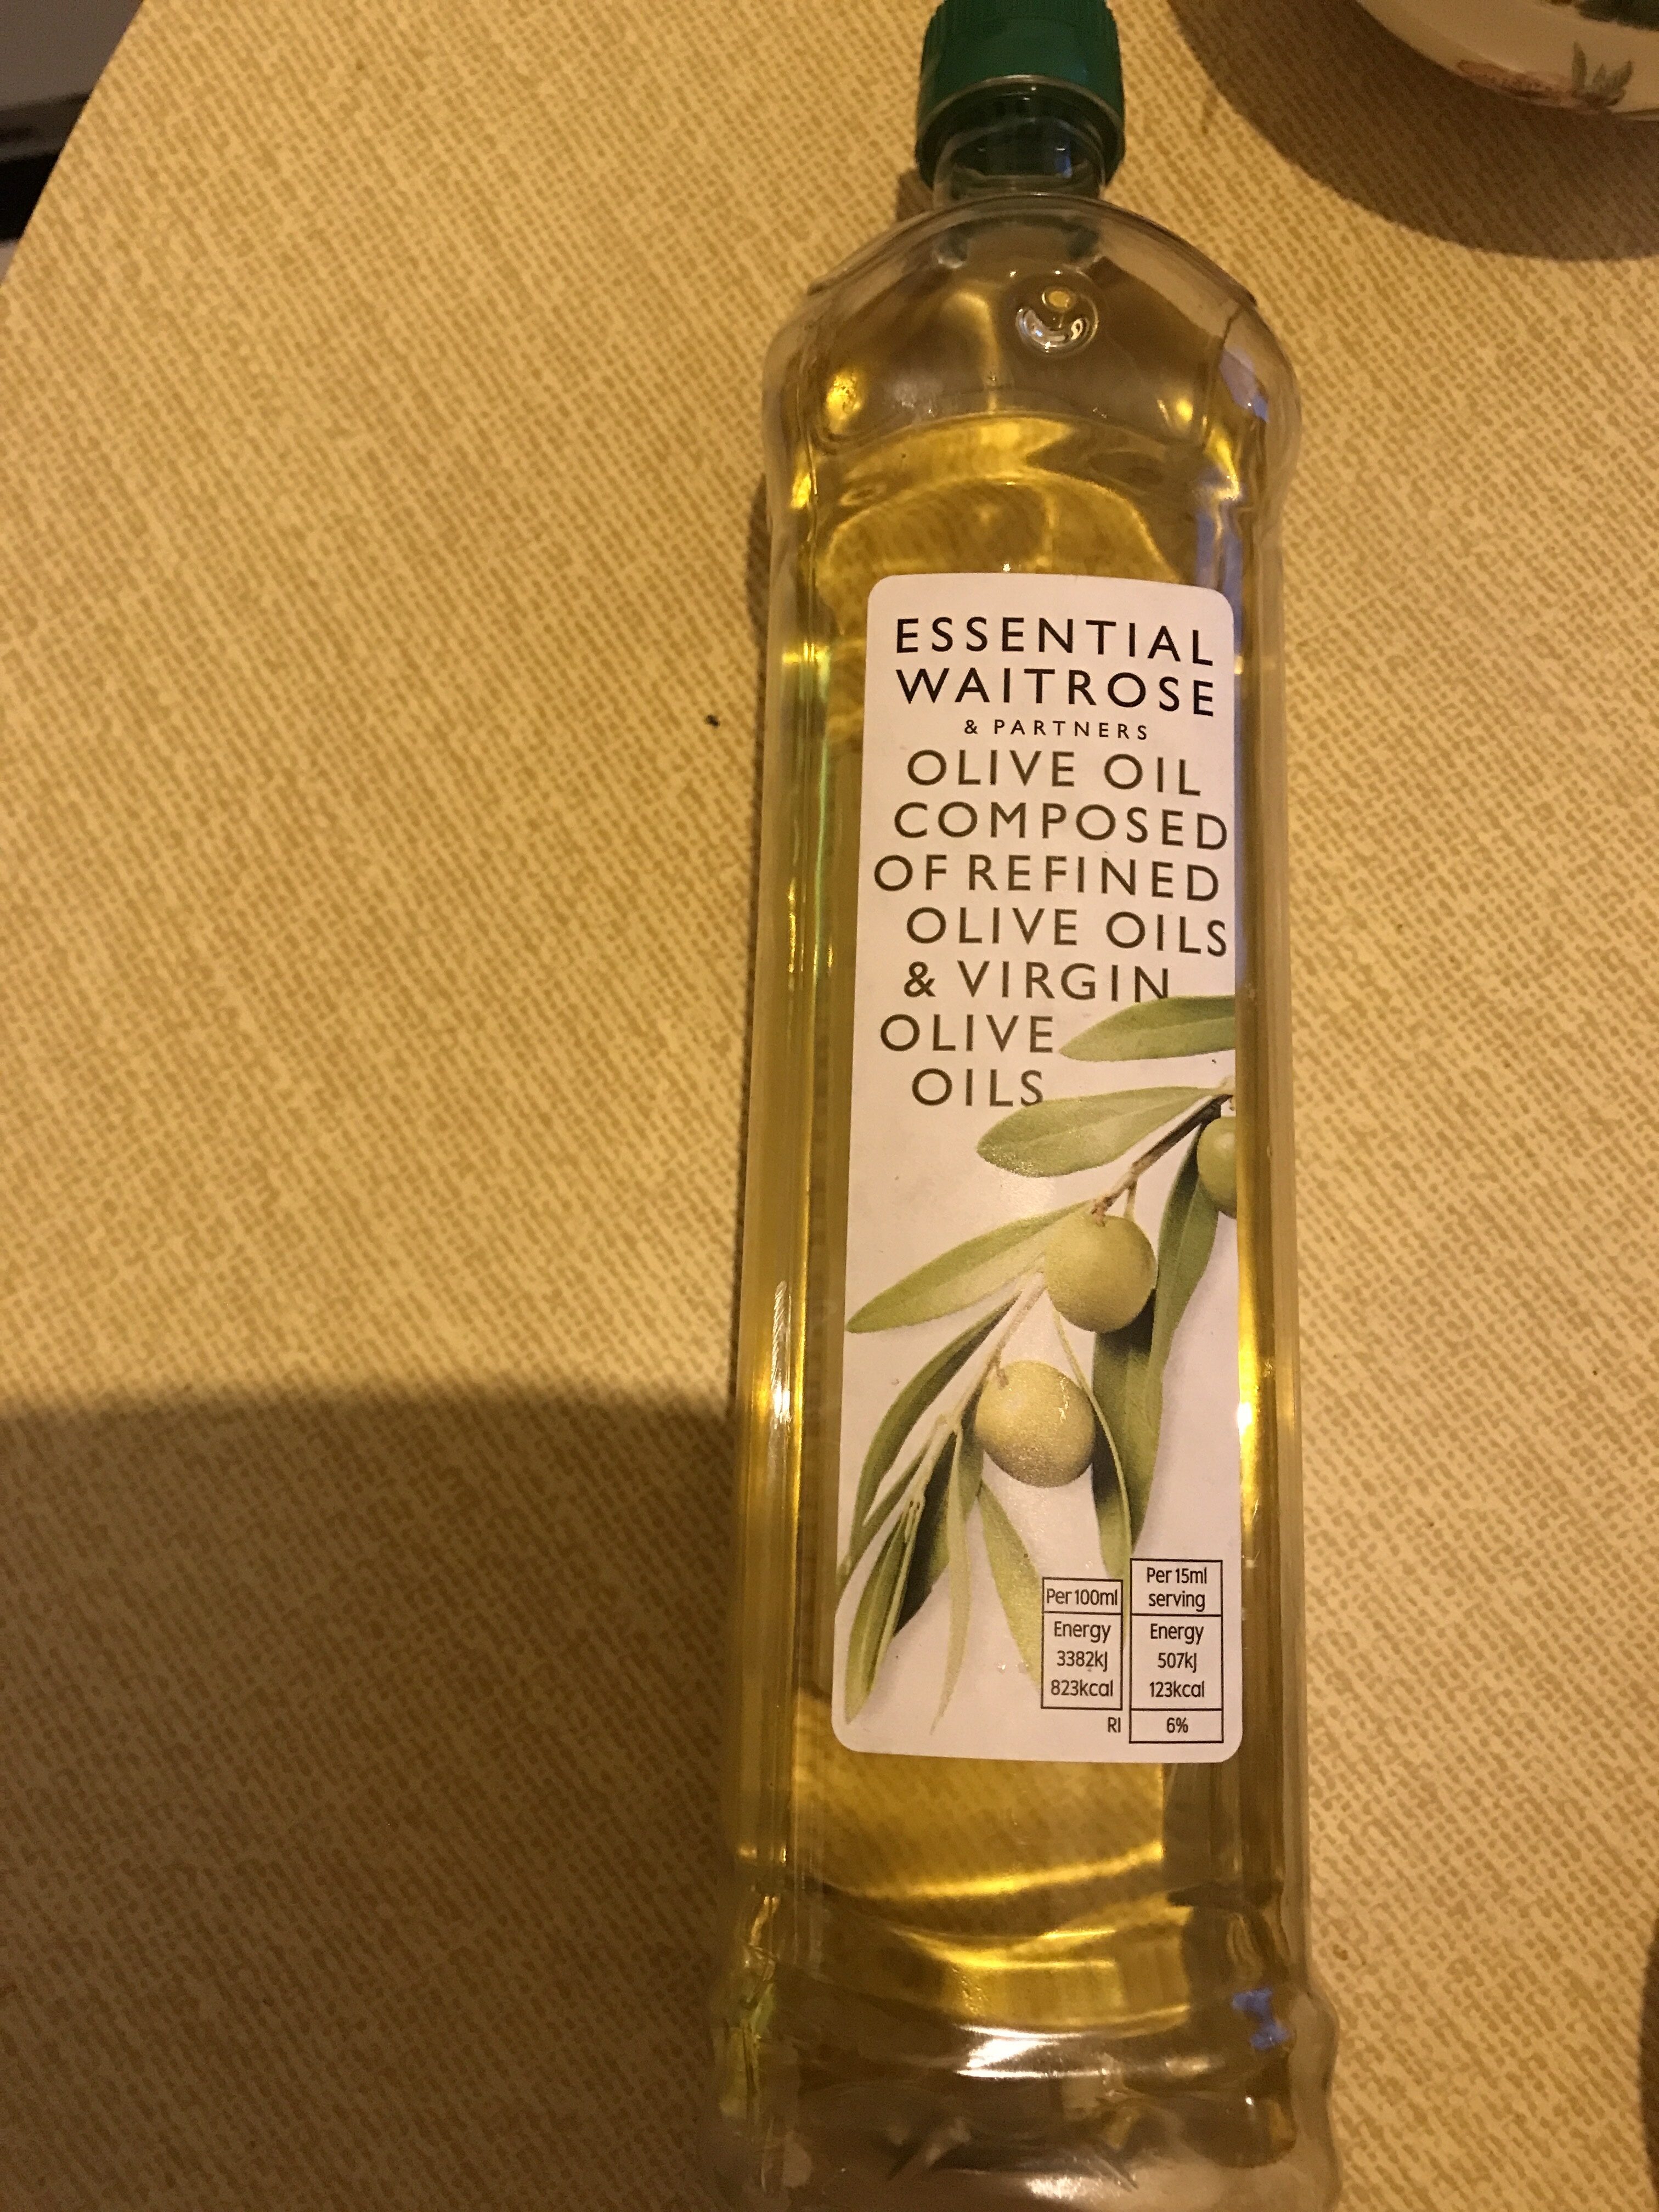 ESSENTIAL
WAITROSE
& PARTNERS
OLIVE OIL
COMPOSED
OF REFINED
OLIVE OILS
& VIRGIN
OLIVE
OILS
Per 100ml
Energy
3382kJ
823kcal
Per 15ml
serving
Energy
507kJ
123kcal
RI 6%